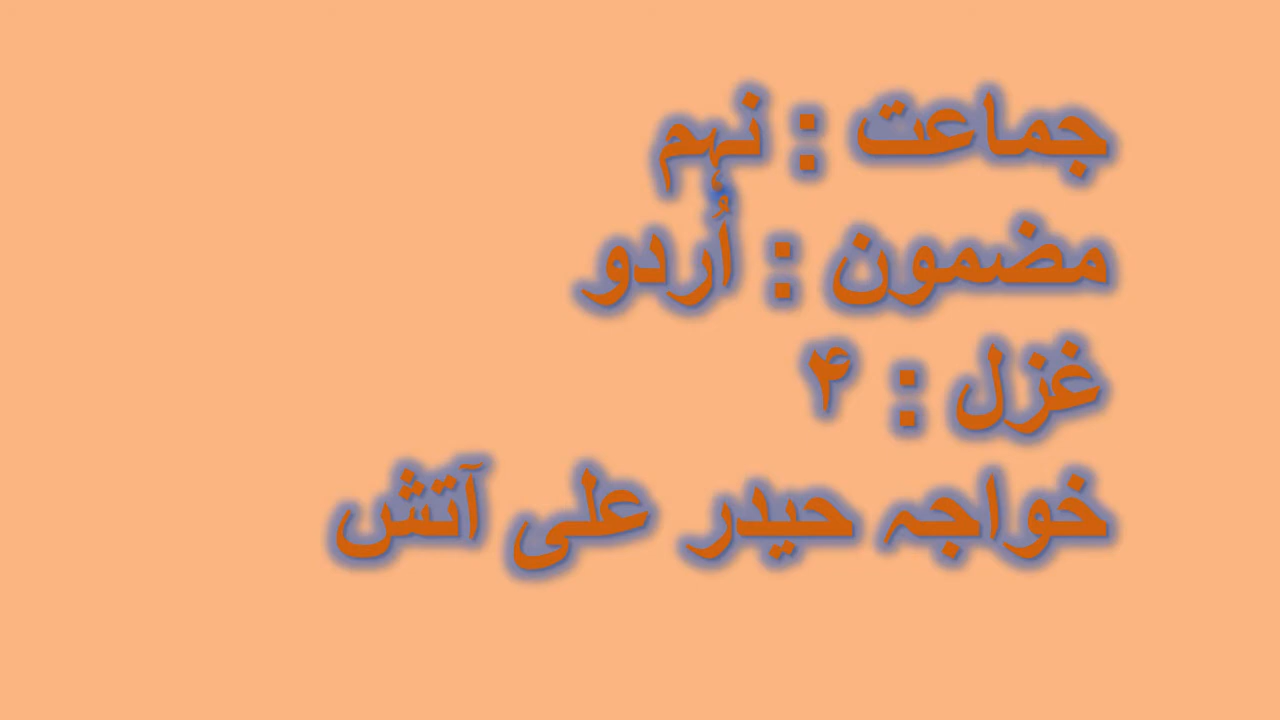 جماعت : نہم
مضمون : اُردو
غزل : ۴
خواجہ حیدر علی آتش